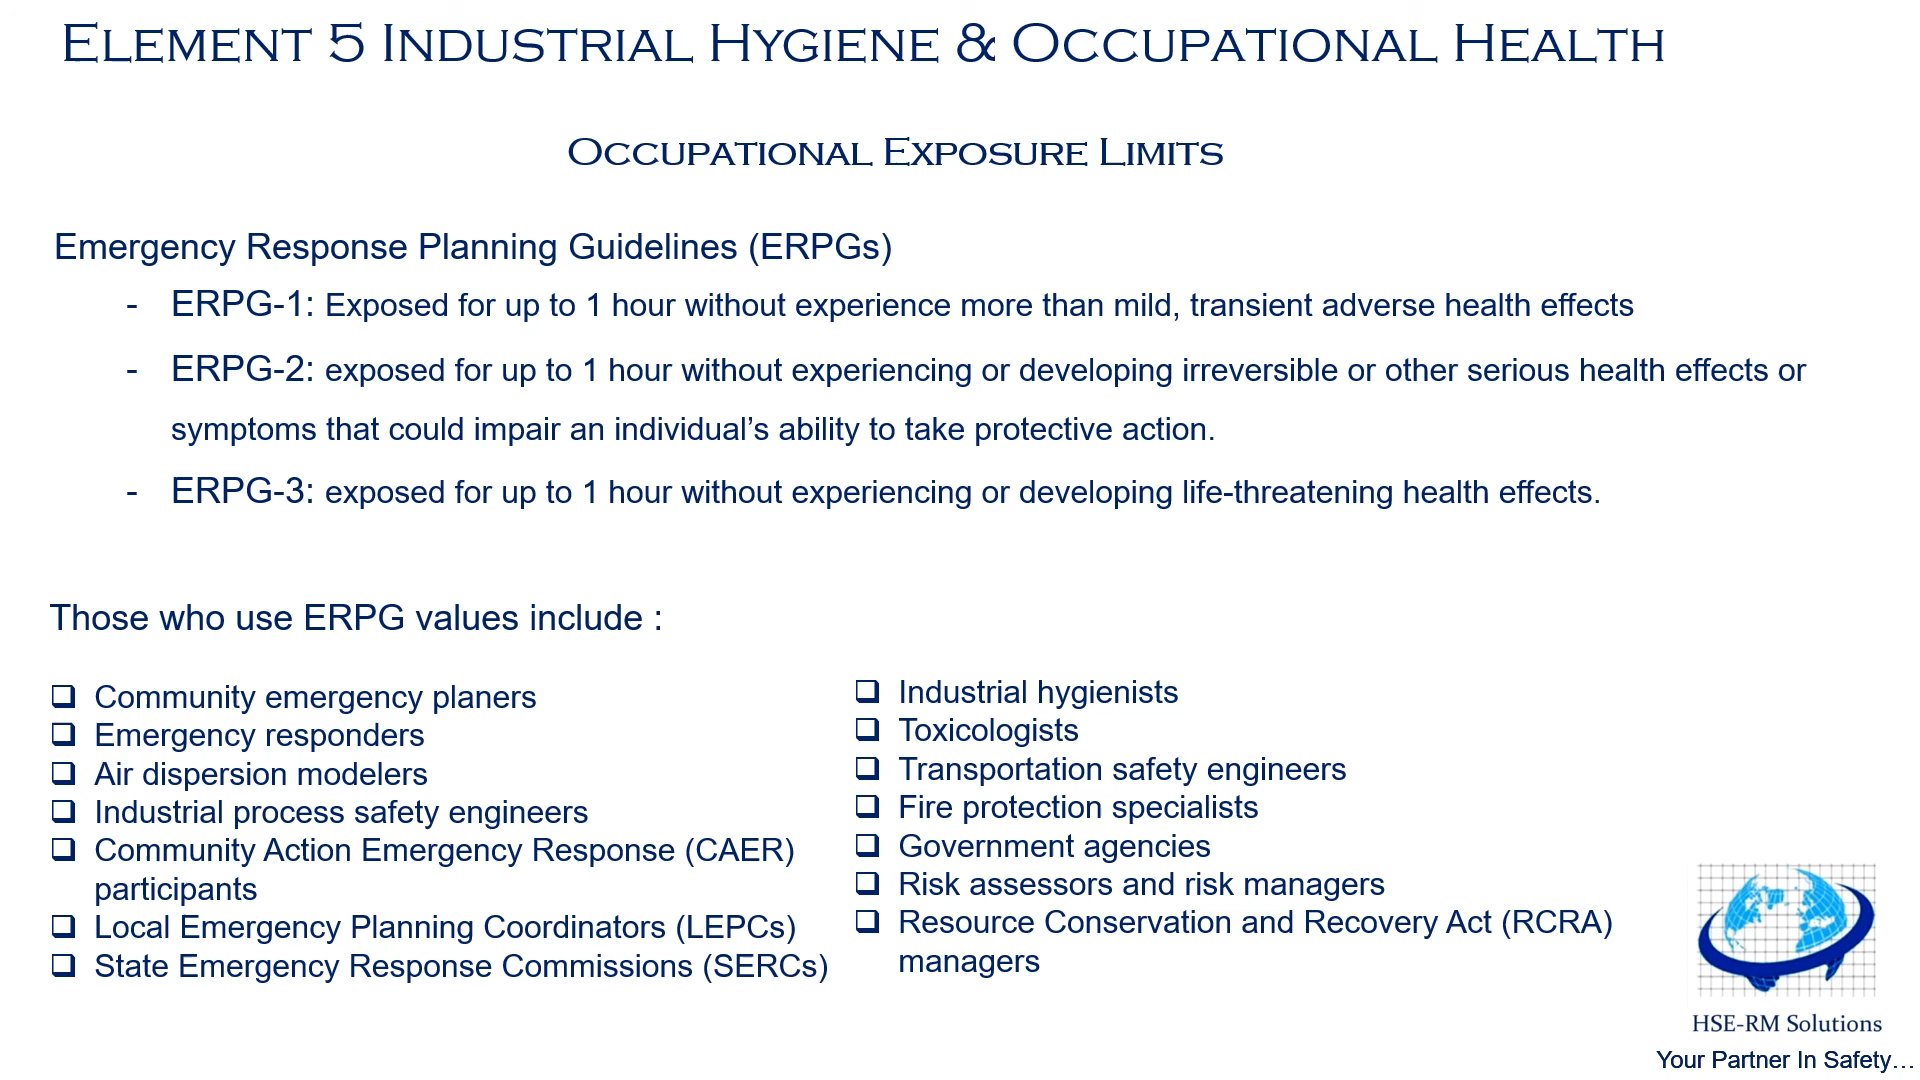 Element 5 Industrial Hygiene & Occupational Health
Occupational Exposure Limits
Emergency Response Planning Guidelines (ERPGs)
- ERPG-1: Exposed for up to 1 hour without experience more than mild, transient adverse health effects
- ERPG-2: exposed for up to 1 hour without experiencing or developing irreversible or other serious health effects or
symptoms that could impair an individual’s ability to take protective action.
- ERPG-3: exposed for up to 1 hour without experiencing or developing life-threatening health effects.
Those who use ERPG values include :
❑ Community emergency planers
❑ Emergency responders
❑ Air dispersion modelers
❑ Industrial process safety engineers
❑ Community Action Emergency Response (CAER)
participants
❑ Local Emergency Planning Coordinators (LEPCs)
❑ State Emergency Response Commissions (SERCs)
❑ Industrial hygienists
❑ Toxicologists
❑ Transportation safety engineers
❑ Fire protection specialists
❑ Government agencies
❑ Risk assessors and risk managers
❑ Resource Conservation and Recovery Act (RCRA)
managers
HSE-RM Solutions
Your Partner In Safety…